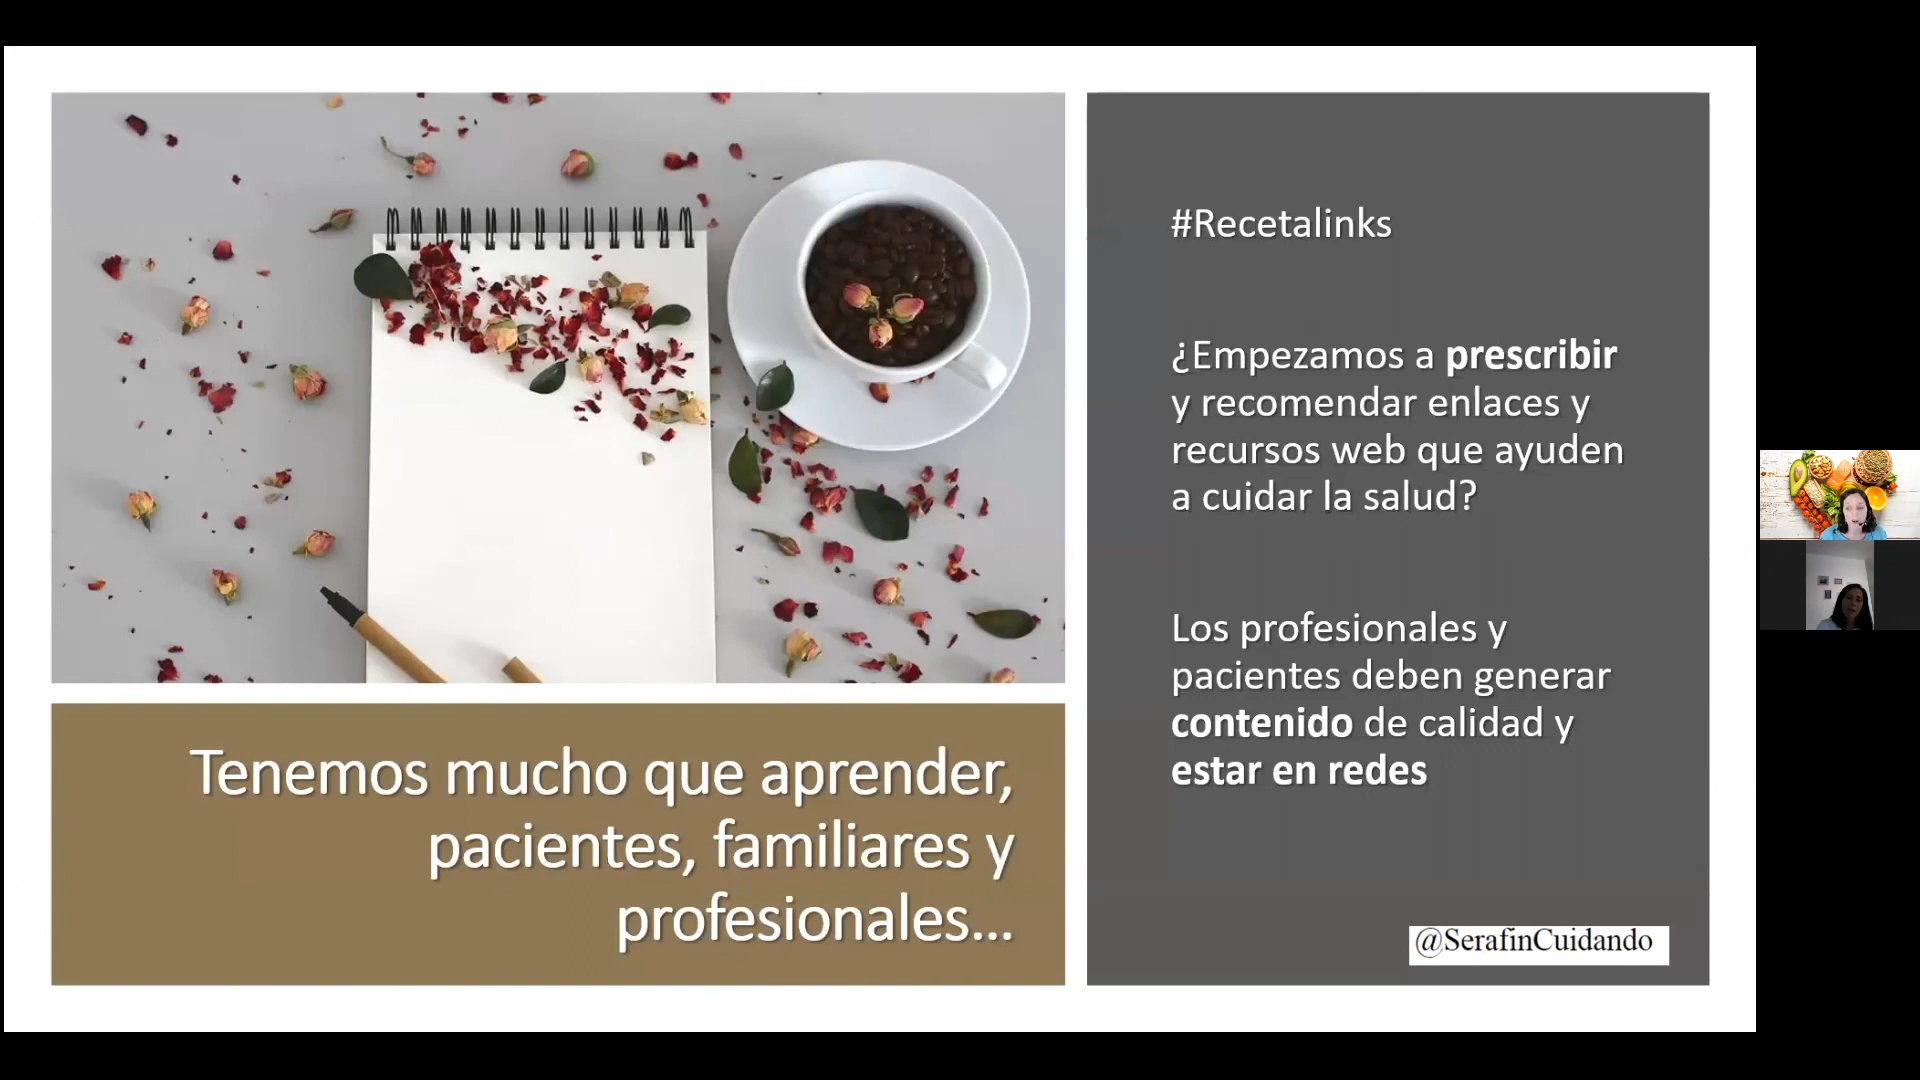 Tenemos mucho que aprender,
pacientes, familiares y
profesionales...
#Recetalinks
¿Empezamos a prescribir
y recomendar enlaces y
recursos web que ayuden
a cuidar la salud?
Los profesionales y
pacientes deben generar
contenido de calidad y
estar en redes
@SerafinCuidando